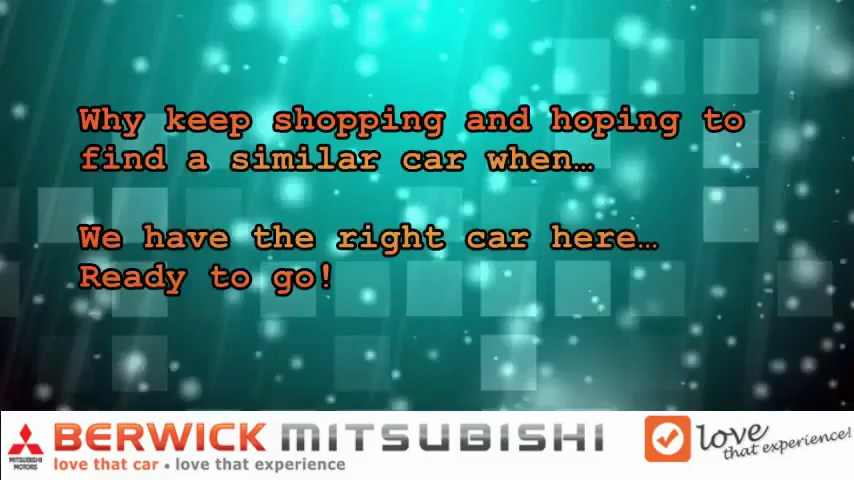 Why keep shopping and hoping to
find a similar car when…
We have the right car here…
Ready to go!
BERWICK MITSUBISHI
MITSUBISHI
MOTORS
love that car • love that experience
love
that experience!